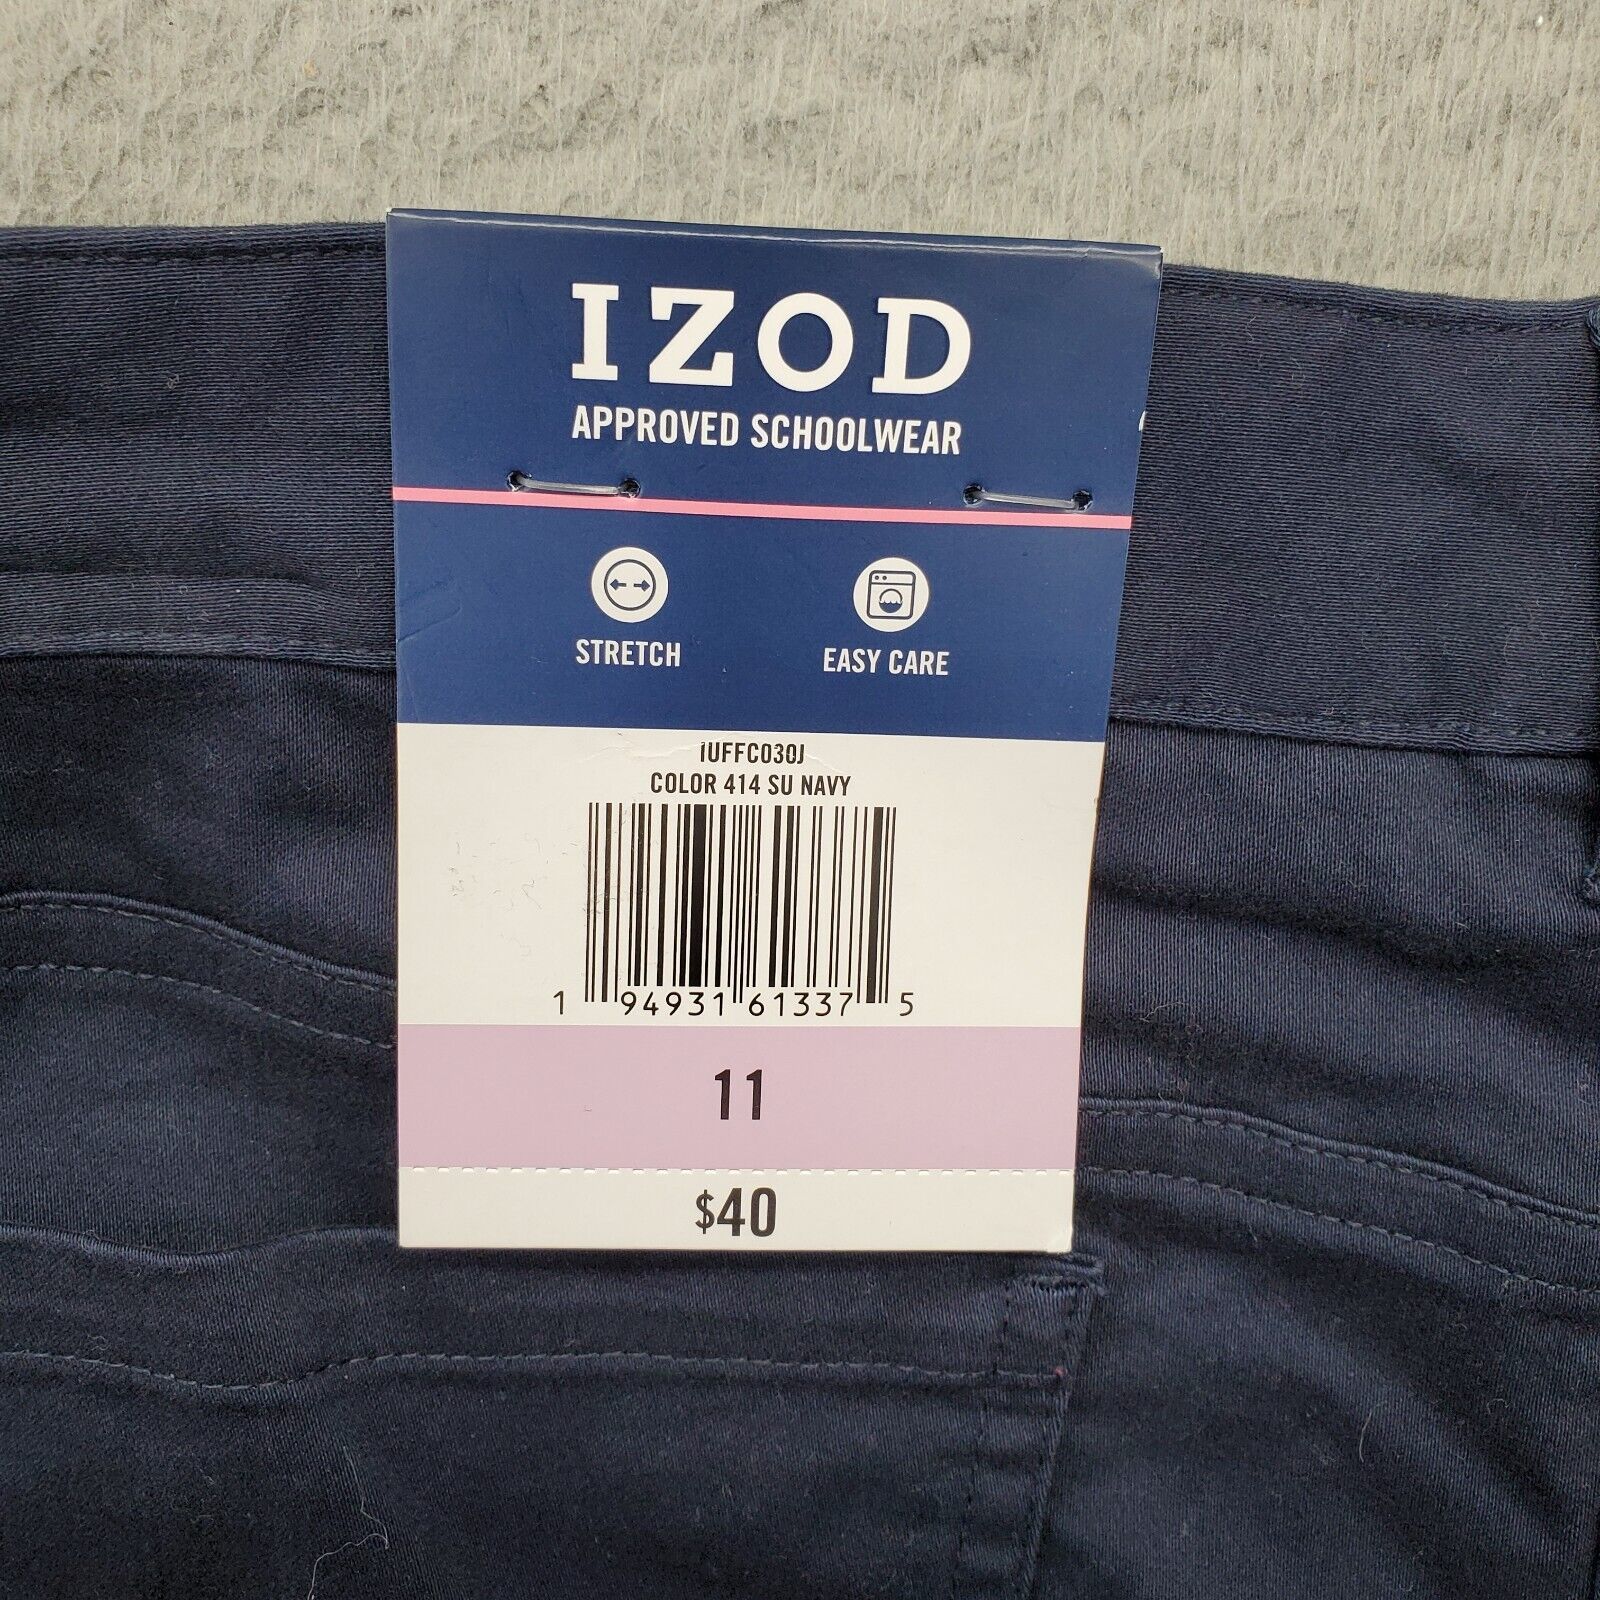 IZOD
APPROVED SCHOOLWEAR
STRETCH
EASY CARE
IUFFC030J
COLOR 414 SU NAVY
1 94931 61337 5
11
$40